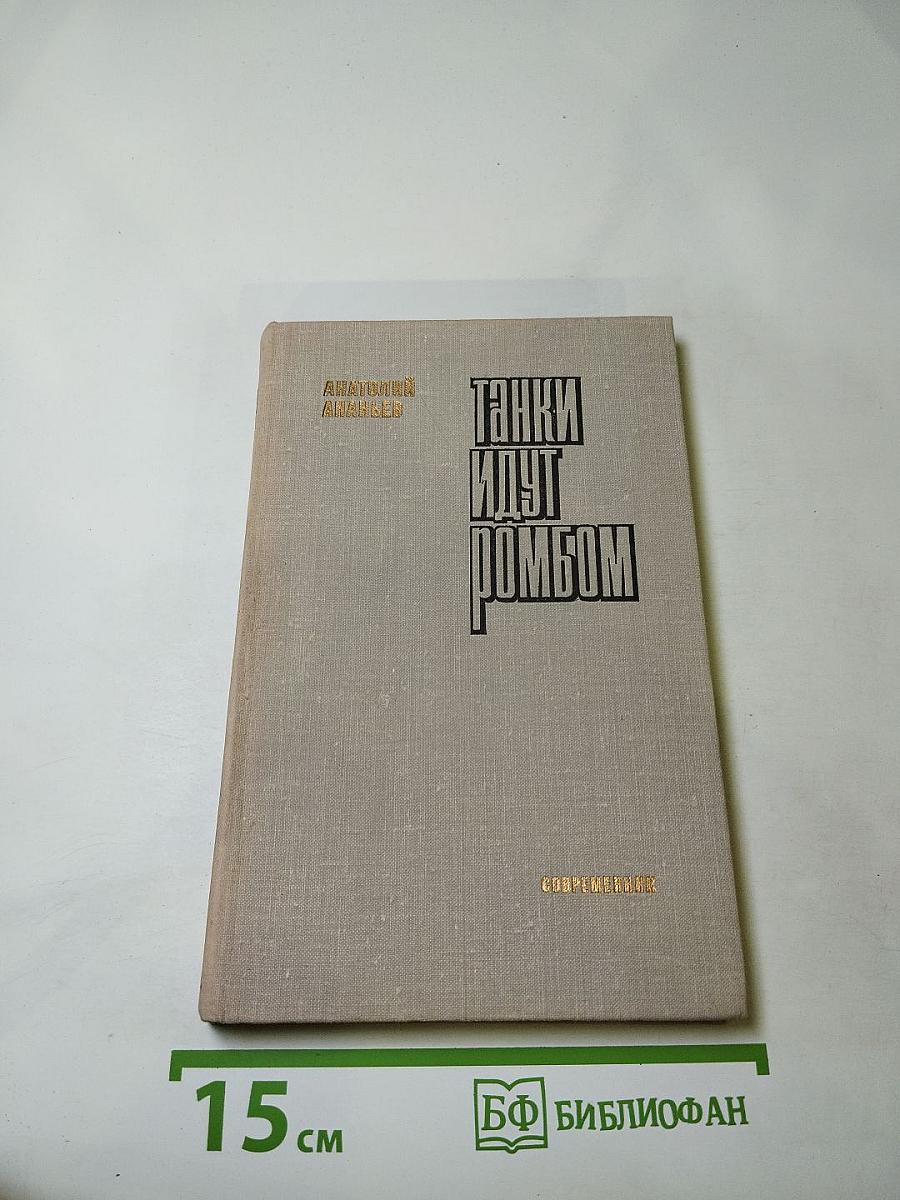 АНАТОЛИЙ
АНАНЬЕВ
ТАНКИ
ИДУТ
РОМБОМ
СОВРЕМЕННИК
15 см
БФ БИБЛИОФАН